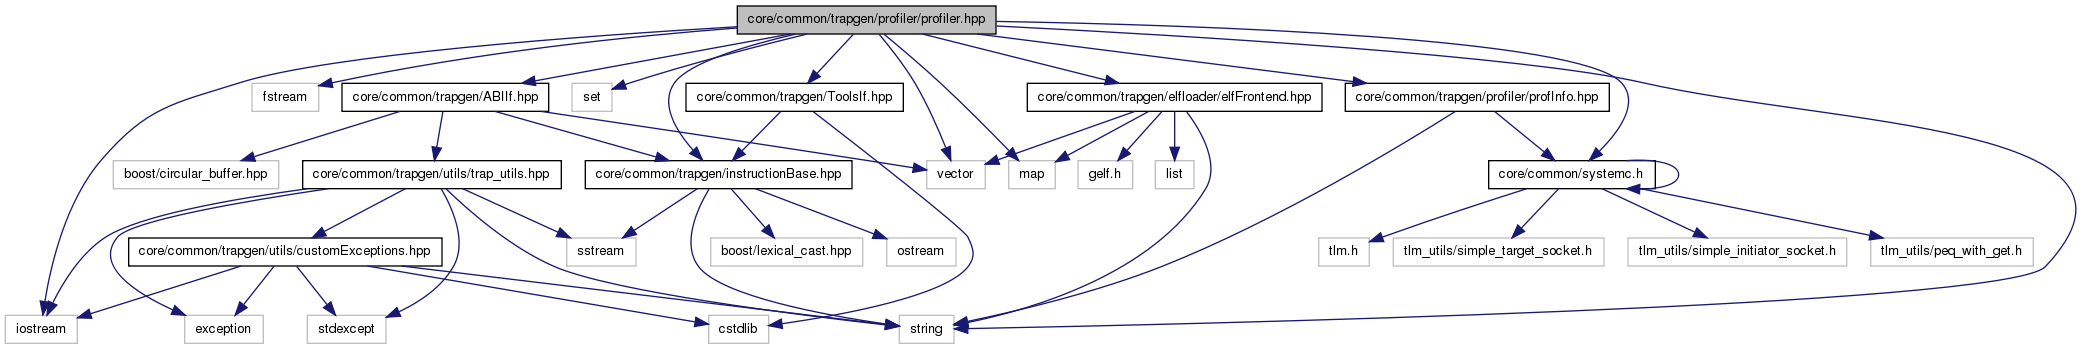 core/common/trapgen/profiler/profiler.hpp
fstream
core/common/trapgen/ABIIf.hpp
set
core/common/trapgen/ToolsIf.hpp
core/common/trapgen/elfloader/elfFrontend.hpp
core/common/trapgen/profiler/profInfo.hpp
boost/circular_buffer.hpp
core/common/trapgen/utils/trap_utils.hpp
core/common/trapgen/instructionBase.hpp
vector
map
gelf.h
list
core/common/systemc.h
core/common/trapgen/utils/customExceptions.hpp
sstream
boost/lexical_cast.hpp
ostream
tlm.h
tlm_utils/simple_target_socket.h
tlm_utils/simple_initiator_socket.h
tlm_utils/peq_with_get.h
iostream
exception
stdexcept
cstdlib
string